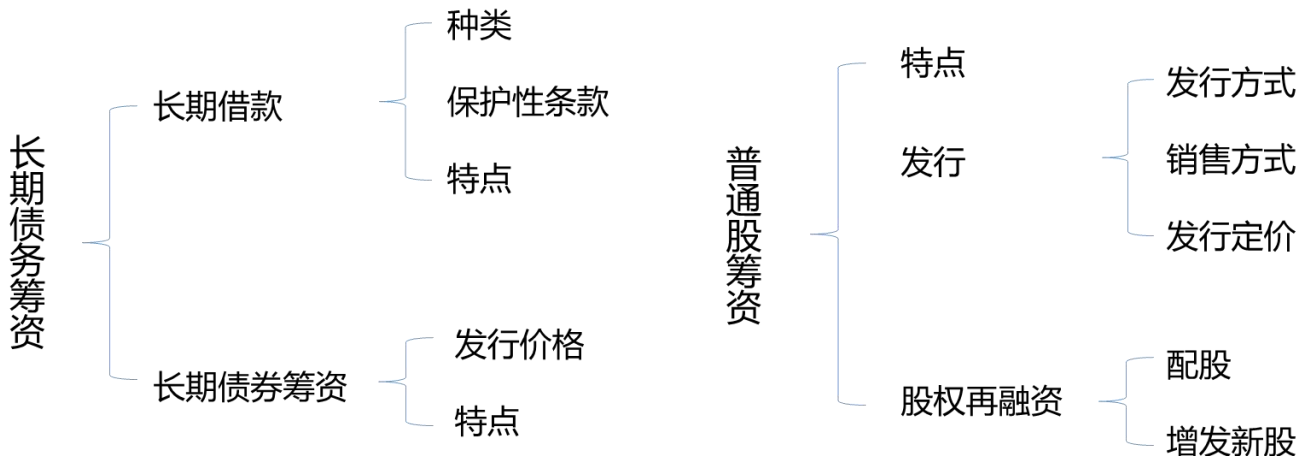 长期债务筹资
长期借款
种类
保护性条款
特点
长期债券筹资
发行价格
特点
普通股筹资
特点
发行
发行方式
销售方式
发行定价
股权再融资
配股
增发新股